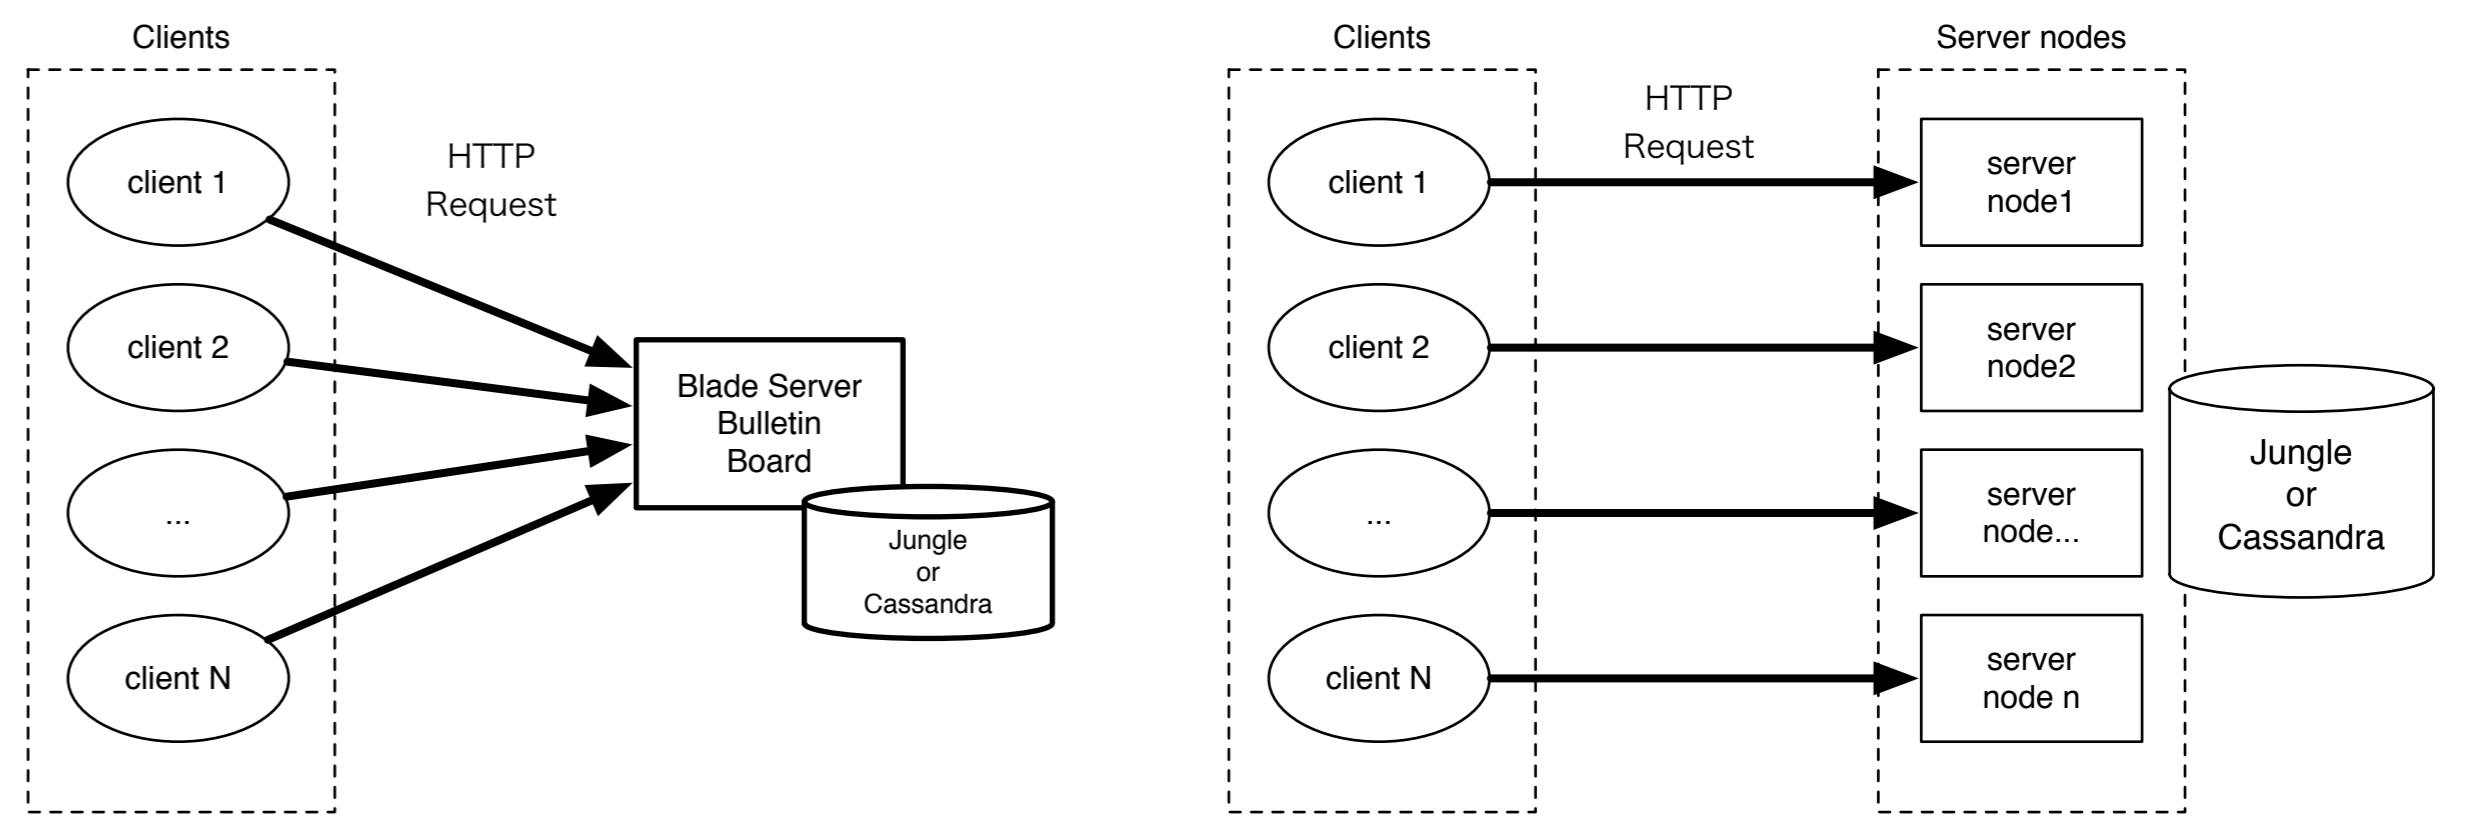 Clients
client 1
client 2
...
client N
HTTP
Request
Blade Server
Bulletin
Board
Jungle
or
Cassandra
Clients
client 1
client 2
...
client N
HTTP
Request
Server nodes
server
node1
server
node2
server
node...
server
node n
Jungle
or
Cassandra